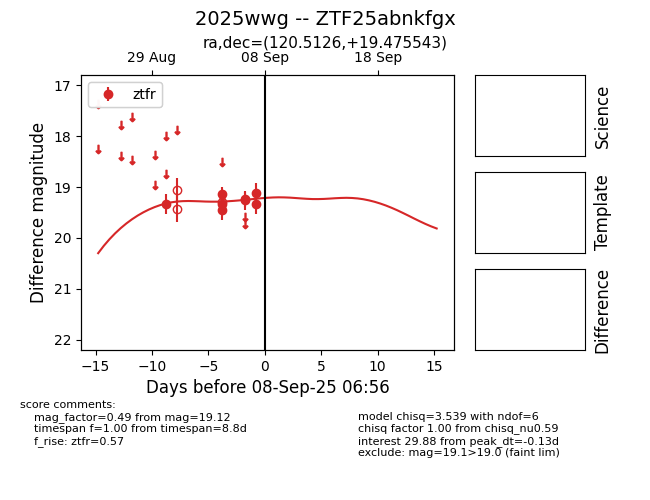 2025wwg -- ZTF25abnkfgx
ra,dec=(120.5126,+19.475543)
29 Aug 08 Sep 18 Sep
ztfr
17
18
19
20
21
22
Difference magnitude
−15 −10 −5 0 5 10 15
Days before 08-Sep-25 06:56
Science
Template
Difference
score comments:
mag_factor=0.49 from mag=19.12
timespan f=1.00 from timespan=8.8d
f_rise: ztfr=0.57
model chisq=3.539 with ndof=6
chisq factor 1.00 from chisq_nu0.59
interest 29.88 from peak_dt=-0.13d
exclude: mag=19.1>19.0 (faint lim)